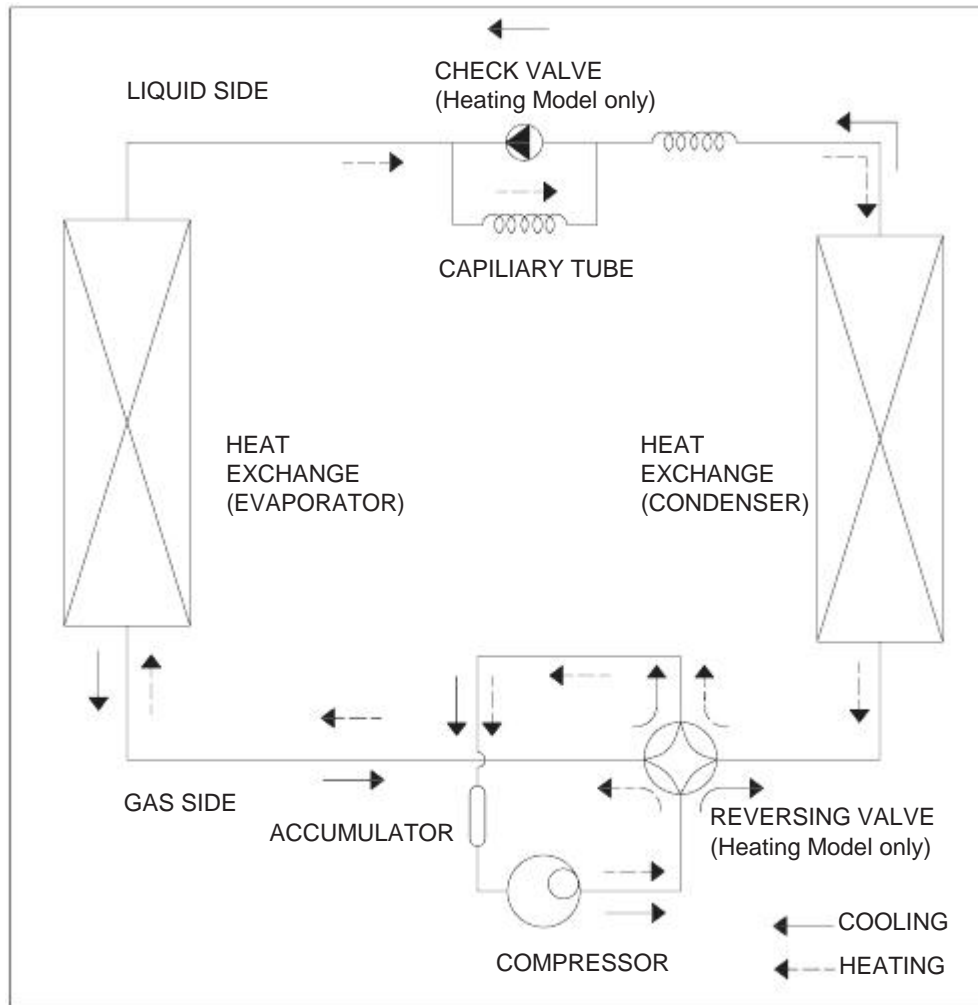 LIQUID SIDE
CHECK VALVE
(Heating Model only)
CAPILIARY TUBE
HEAT
EXCHANGE
(EVAPORATOR)
HEAT
EXCHANGE
(CONDENSER)
GAS SIDE
ACCUMULATOR
REVERSING VALVE
(Heating Model only)
COMPRESSOR
COOLING
HEATING